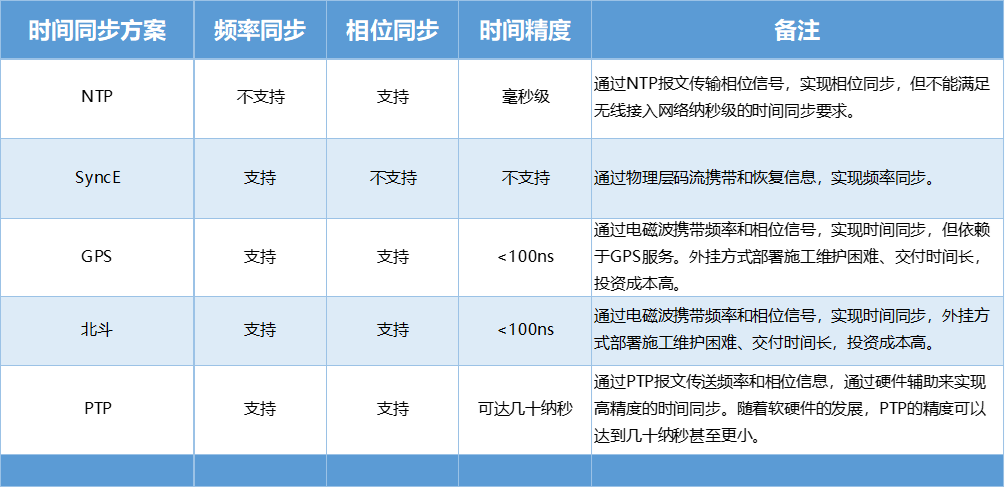 时间同步方案 频率同步 相位同步 时间精度 备注
NTP 不支持 支持 毫秒级 通过NTP报文传输相位信号，实现相位同步，但不能满足
无线接入网络纳秒级的时间同步要求。
SyncE 支持 不支持 不支持 通过物理层码流携带和恢复信息，实现频率同步。
GPS 支持 支持 <100ns 通过电磁波携带频率和相位信号，实现时间同步，但依赖
于GPS服务。外挂方式部署施工维护困难、交付时间长，
投资成本高。
北斗 支持 支持 <100ns 通过电磁波携带频率和相位信号，实现时间同步，外挂方
式部署施工维护困难、交付时间长，投资成本高。
PTP 支持 支持 可达几十纳秒 通过PTP报文传送频率和相位信息，通过硬件辅助来实现
高精度的时间同步。随着软硬件的发展，PTP的精度可以
达到几十纳秒甚至更小。